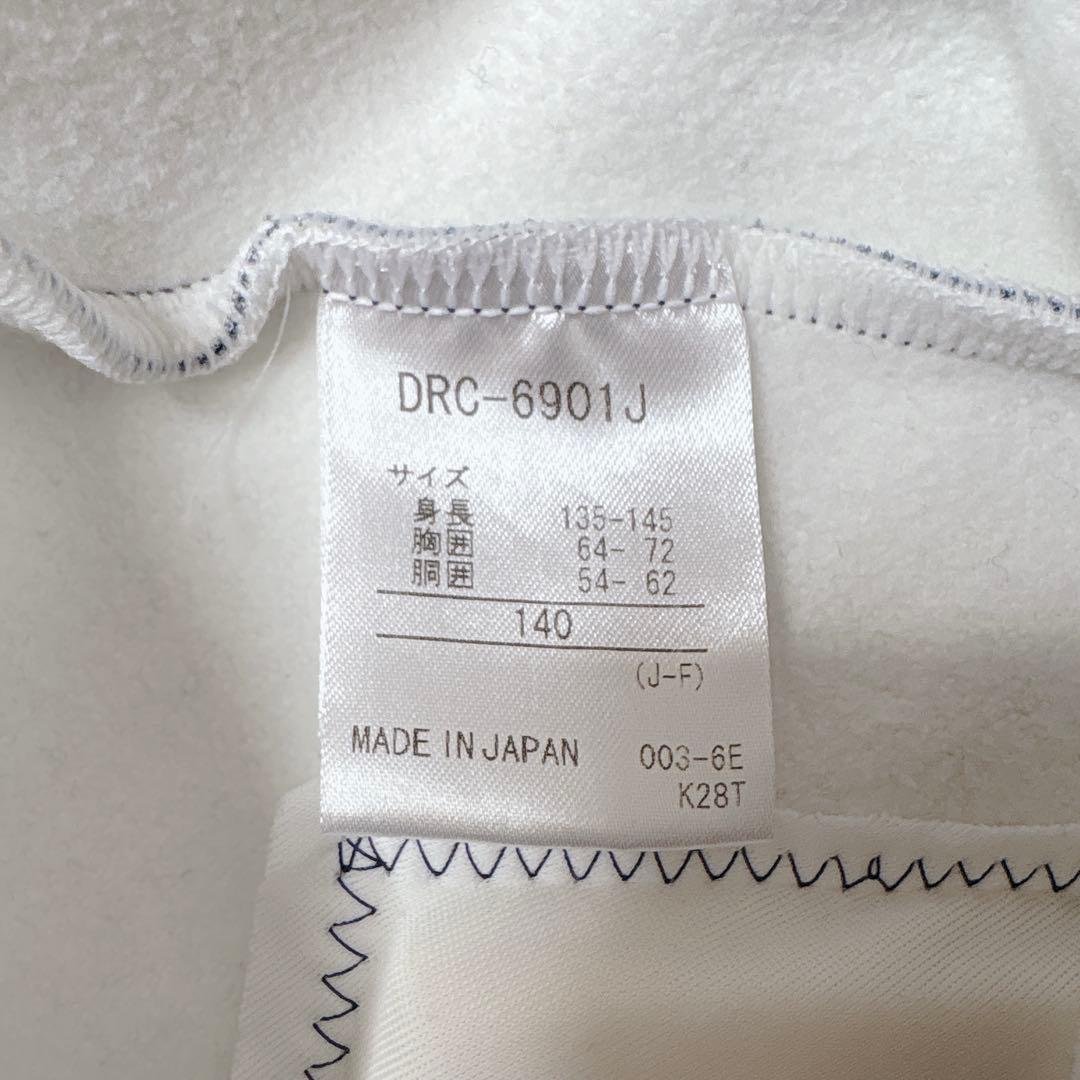 DRC-6901J
サイズ
身長 135-145
胸囲 64- 72
胴囲 54- 62
140
(J-F)
MADE IN JAPAN 003-6E
K28T